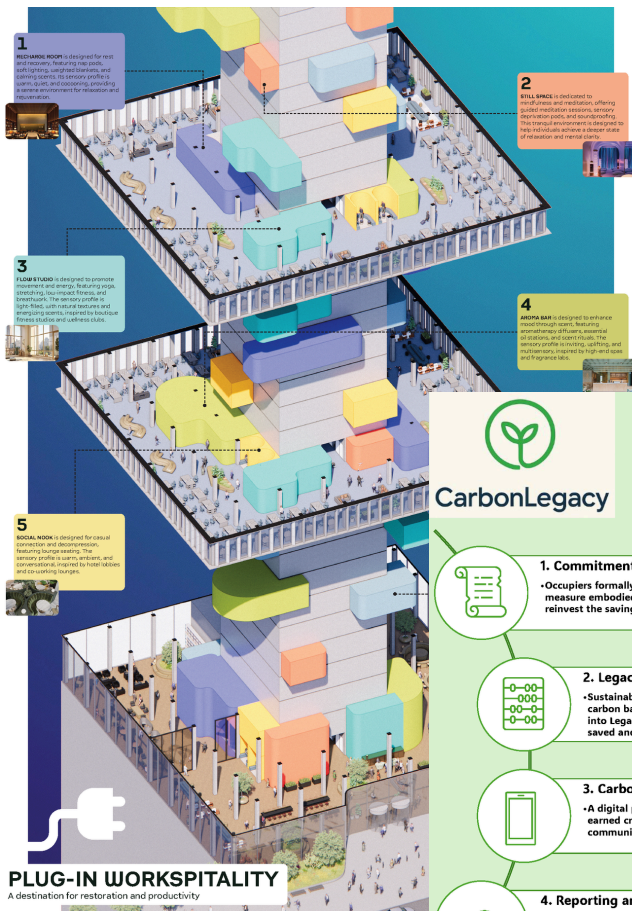 1
RECHARGE ROOM is designed for rest
and recovery, featuring nap pods,
soft lighting, weighted blankets, and
calming scents. Its sensory profile is
warm, quiet, and cocooning, providing
a serene environment for relaxation and
rejuvenation.
2
STILL SPACE is dedicated to
mindfulness and meditation, offering
guided meditation sessions, sensory
deprivation pods, and soundproofing.
This tranquil environment is designed to
help individuals achieve a deeper state
of relaxation and mental clarity.
3
FLOW STUDIO is designed to promote
movement and energy, featuring yoga,
stretching, low-impact fitness, and
breathwork. The sensory profile is
light-filled, with natural textures and
energizing scents, inspired by boutique
fitness studios and wellness clubs.
4
AROMA BAR is designed to enhance
mood through scent, featuring
aromatherapy diffusers, essential
oil stations, and scent rituals. The
sensory profile is inviting, uplifting, and
multisensory, inspired by high-end spas
and fragrance labs.
5
SOCIAL NOOK is designed for casual
connection and decompression,
featuring lounge seating. The
sensory profile is warm, ambient, and
conversational, inspired by hotel lobbies
and co-working lounges.
PLUG-IN WORKSPITALITY
A destination for restoration and productivity
CarbonLegacy
1. Commitment
•Occupiers formally
measure embodied
reinvest the saving
2. Legac
•Sustainab
carbon ba
into Legac
saved and
3. Carbo
•A digital p
earned cr
communi
4. Reporting an